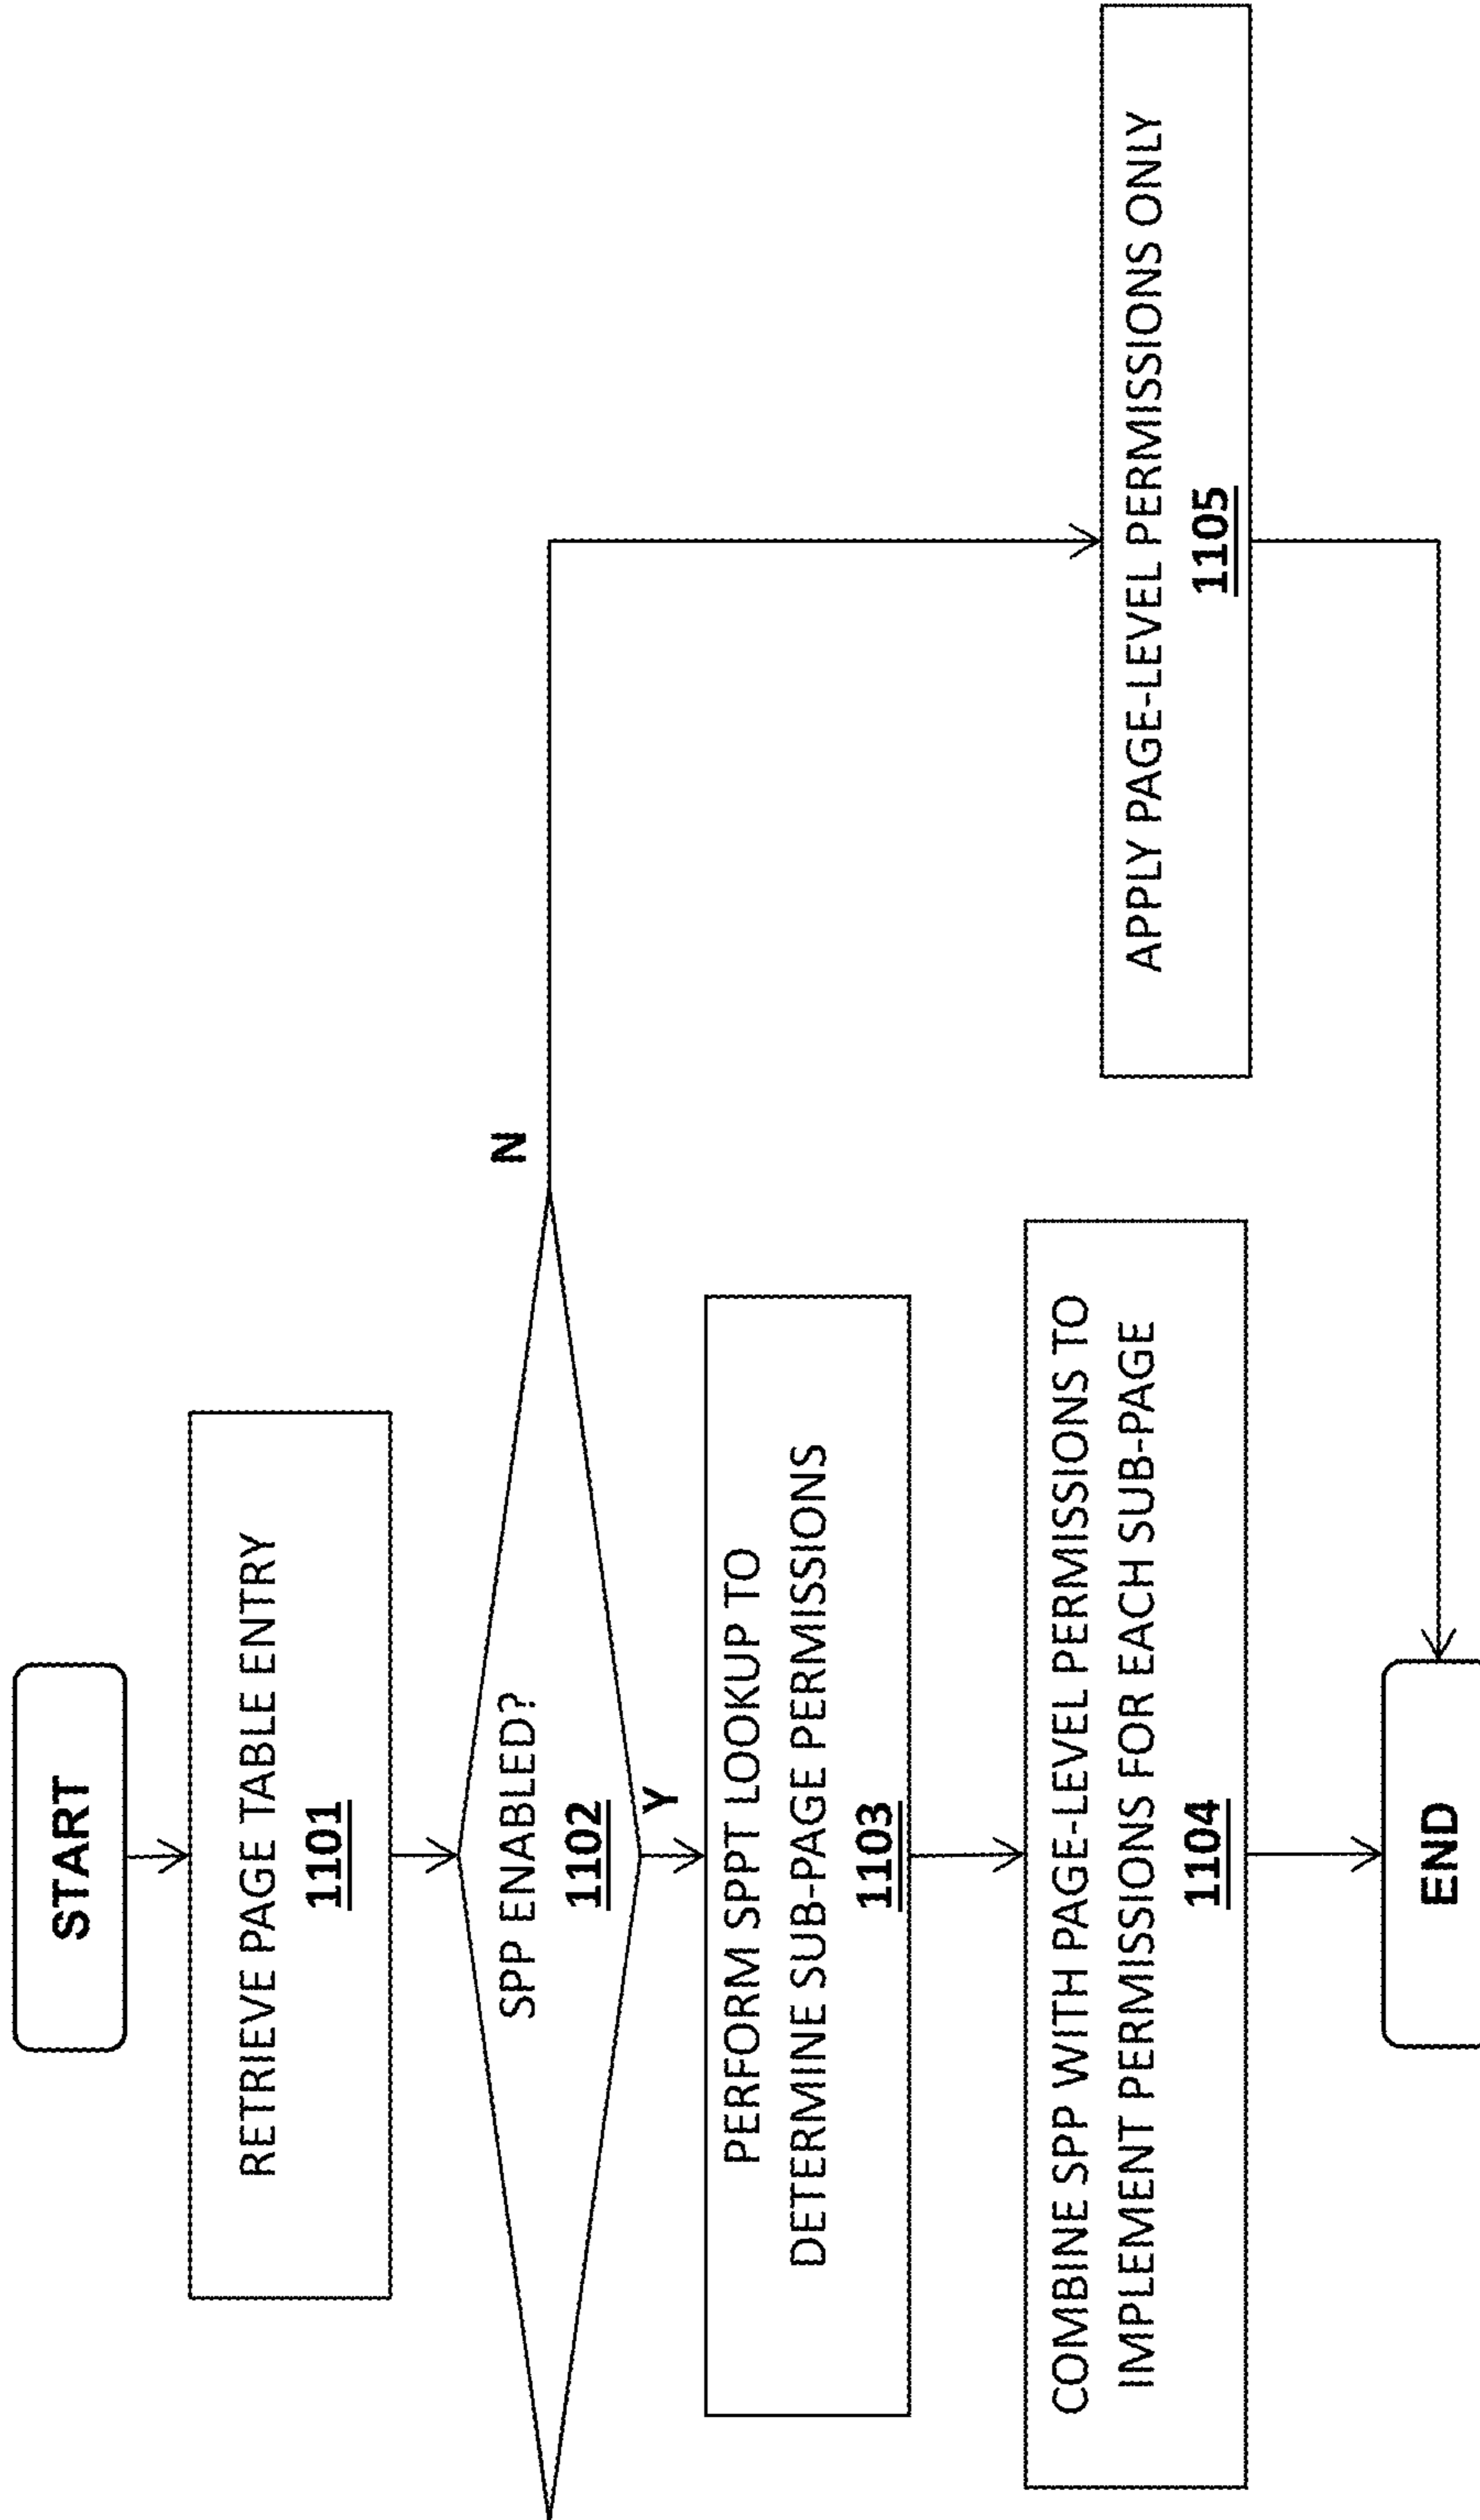 START
RETRIEVE PAGE TABLE ENTRY
1101
SPP ENABLED?
1102
N
Y
PERFORM SPPT LOOKUP TO
DETERMINE SUB-PAGE PERMISSIONS
1103
COMBINE SPP WITH PAGE-LEVEL PERMISSIONS TO
IMPLEMENT PERMISSIONS FOR EACH SUB-PAGE
1104
APPLY PAGE-LEVEL PERMISSIONS ONLY
1105
END